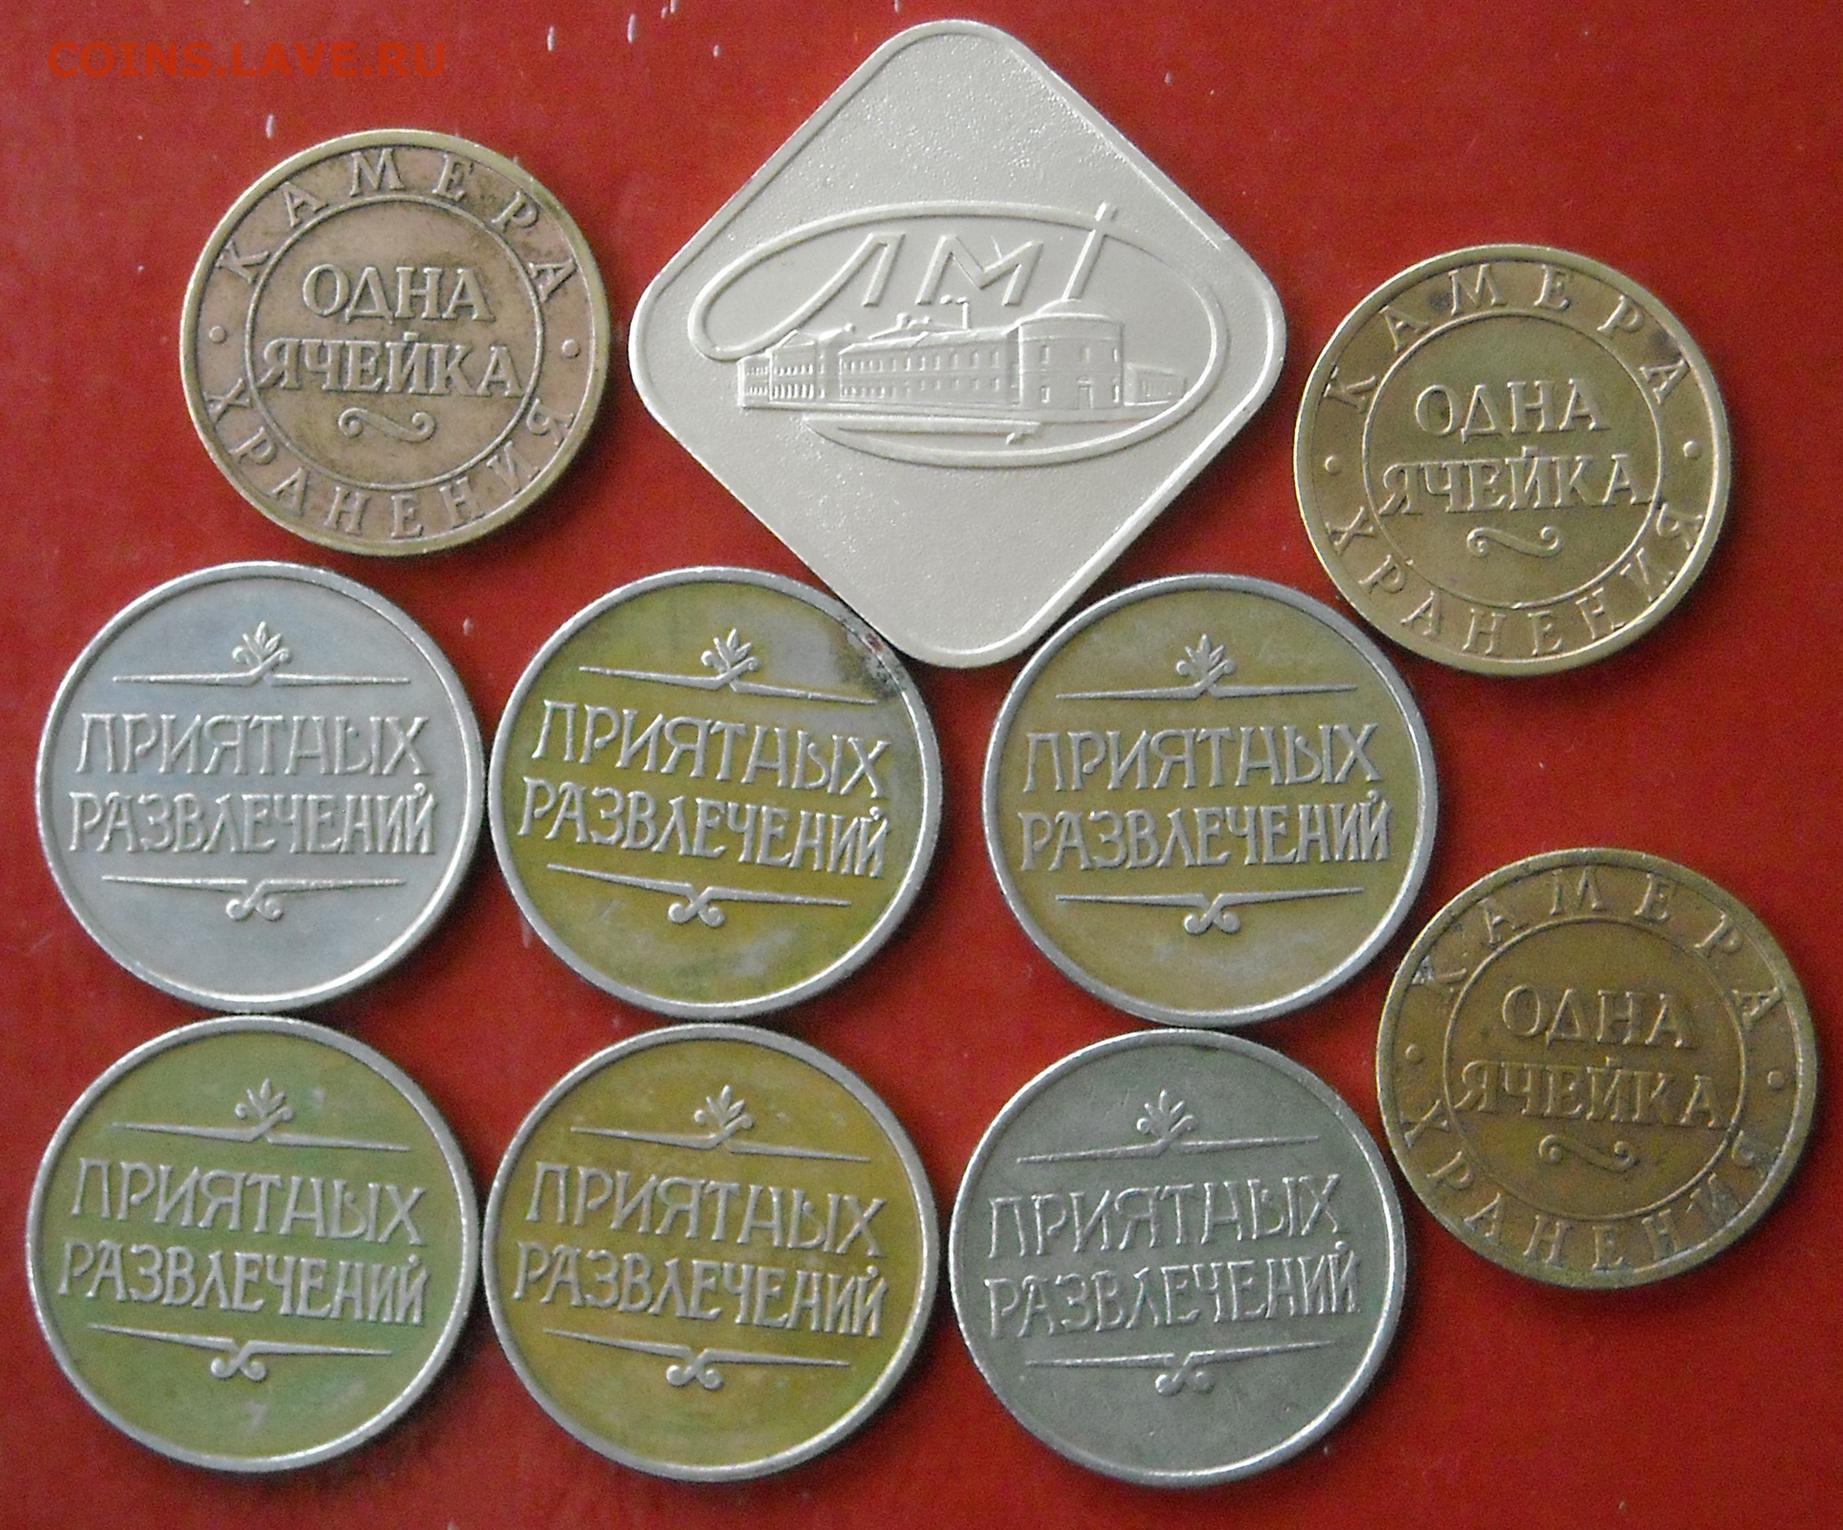 COINS.LAVE.RU
КАМЕРА
ОДНА
ЯЧЕЙКА
ХРАНЕНИЯ
ЛМ
КАМЕРА
ОДНА
ЯЧЕЙКА
ХРАНЕНИЯ
ПРИЯТНЫХ
РАЗВЛЕЧЕНИЙ
ПРИЯТНЫХ
РАЗВЛЕЧЕНИЙ
ПРИЯТНЫХ
РАЗВЛЕЧЕНИЙ
КАМЕРА
ОДНА
ЯЧЕЙКА
ХРАНЕНИЯ
ПРИЯТНЫХ
РАЗВЛЕЧЕНИЙ
ПРИЯТНЫХ
РАЗВЛЕЧЕНИЙ
ПРИЯТНЫХ
РАЗВЛЕЧЕНИЙ